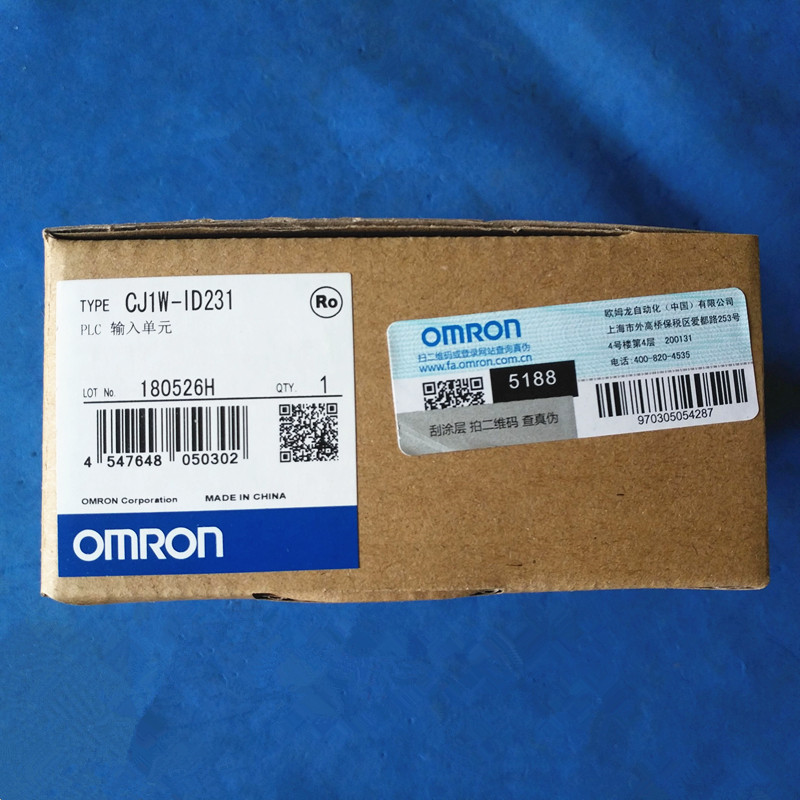 TYPE CJ1W-ID231
Ro
PLC 输入单元
LOT No. 180526H QTY. 1
4 547648 050302
OMRON Corporation MADE IN CHINA
OMRON
OMRON
扫二维码或登录网站查询真伪
www.fa.omron.com.cn
5188
刮涂层 扫二维码 查真伪
欧姆龙自动化（中国）有限公司
上海市外高桥保税区爱都路253号
4号楼第4层 200131
电话:400-820-4535
970305054287